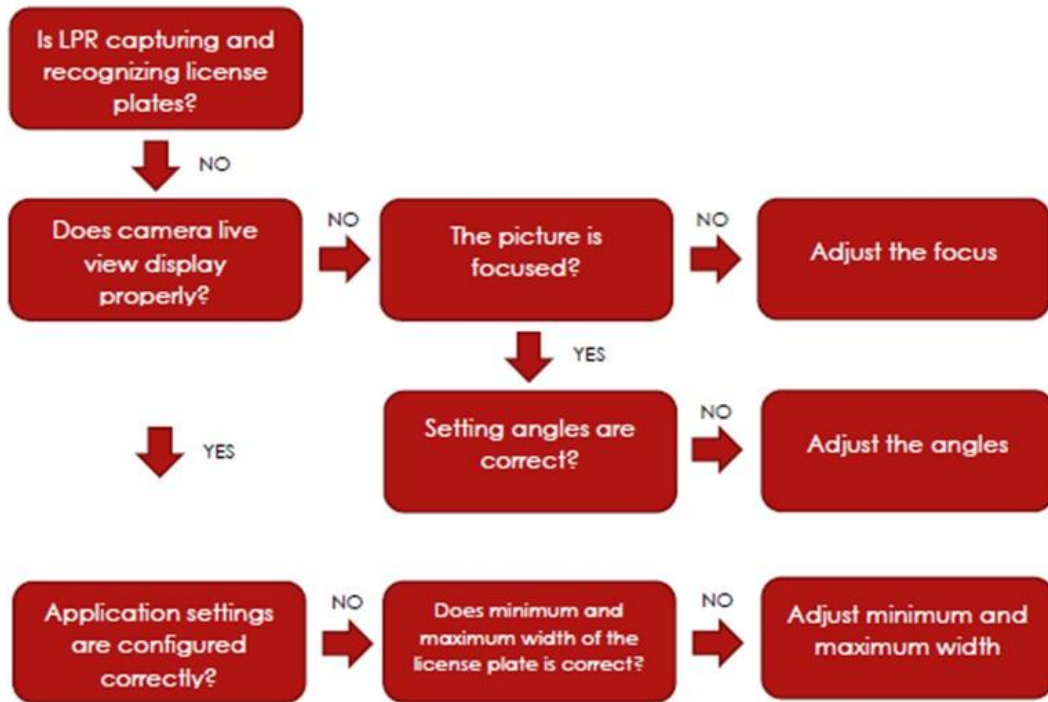 Is LPR capturing and
recognizing license
plates?
NO
Does camera live
view display
properly?
NO
The picture is
focused?
NO
Adjust the focus
YES
Setting angles are
correct?
NO
Adjust the angles
YES
Application settings
are configured
correctly?
NO
Does minimum and
maximum width of the
license plate is correct?
NO
Adjust minimum and
maximum width